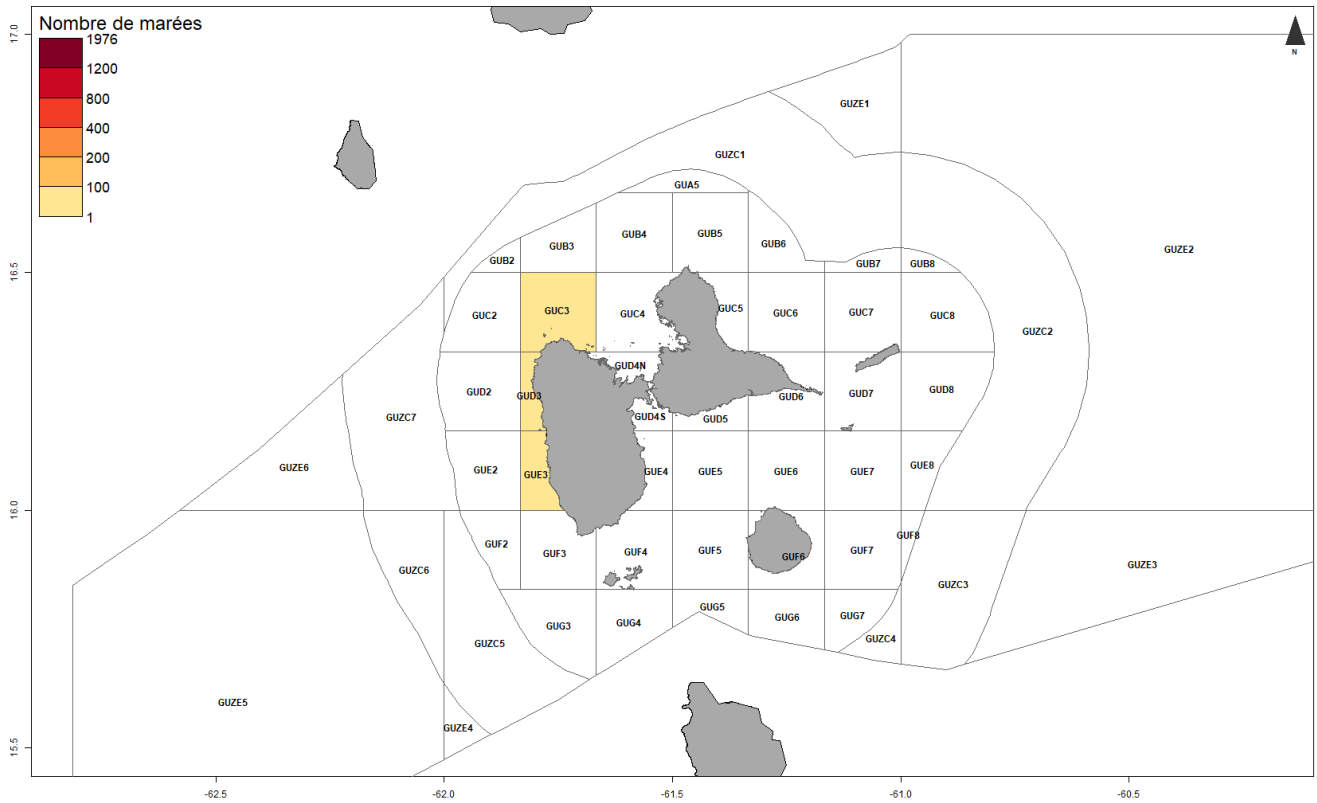 Nombre de marées
1976
1200
800
400
200
100
1
N
17.0
16.5
16.0
15.5
-62.5
-62.0
-61.5
-61.0
-60.5
GUZE1
GUZC1
GUA5
GUB4
GUB5
GUB3
GUB6
GUZE2
GUB2
GUB7
GUB8
GUC3
GUC5
GUC2
GUC4
GUC6
GUC7
GUC8
GUZC2
GUD4N
GUD2
GUD3
GUD6
GUD7
GUD8
GUZC7
GUD4S
GUD5
GUZE6
GUE2
GUE3
GUE4
GUE5
GUE6
GUE7
GUE8
GUF2
GUF3
GUF4
GUF5
GUF6
GUF7
GUF8
GUZE3
GUZC6
GUZC3
GUG5
GUG3
GUG4
GUG6
GUG7
GUZC5
GUZC4
GUZE5
GUZE4